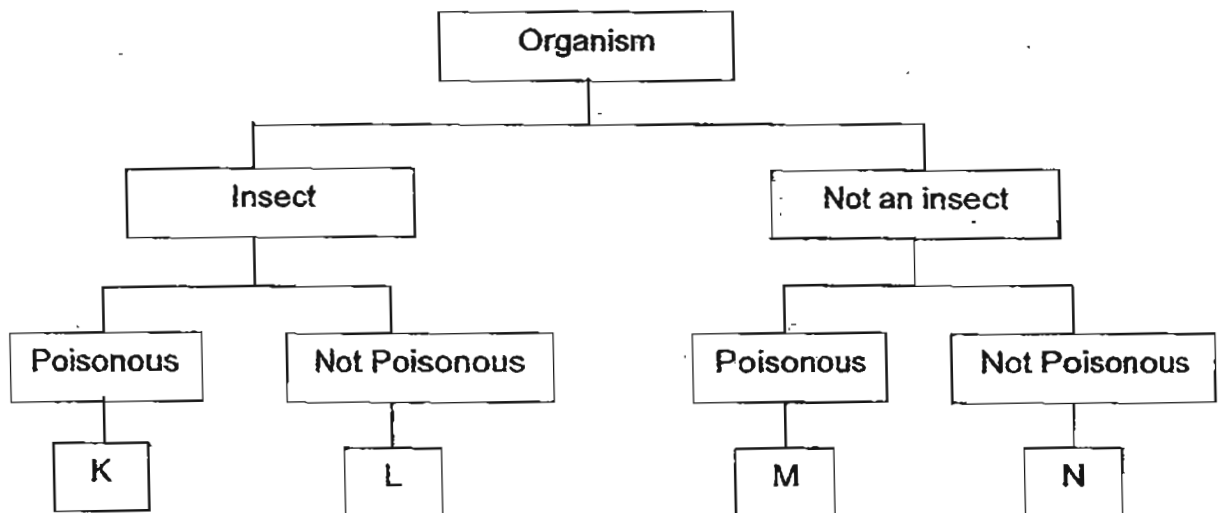 Organism
Insect
Not an insect
Poisonous
Not Poisonous
Poisonous
Not Poisonous
K
L
M
N